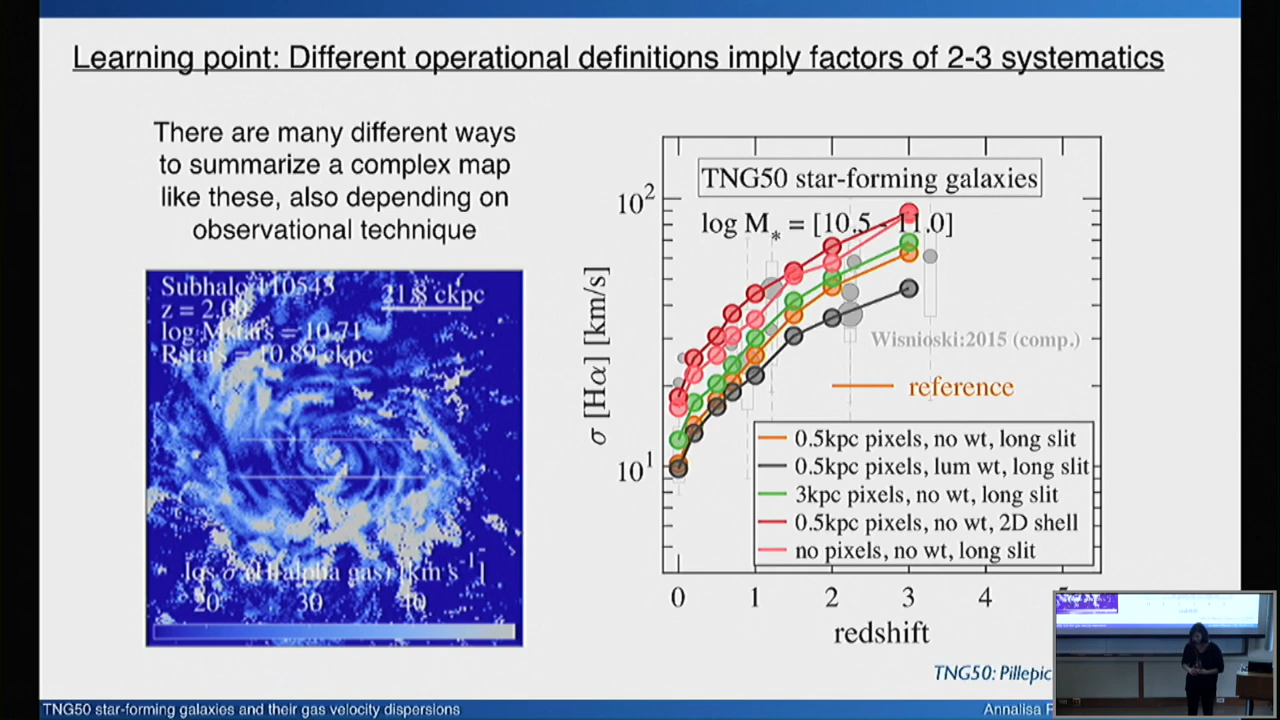 Learning point: Different operational definitions imply factors of 2-3 systematics
There are many different ways
to summarize a complex map
like these, also depending on
observational technique
Subhalo 110543
z = 2.00
21.8 ckpc
log Mstars = 10.71
Rstars = 10.89 ckpc
log σ (H-alpha gas) [km s⁻¹]
20 30 40
TNG50 star-forming galaxies
log M* = [10.5 - 11.0]
10²
10¹
σ [Hα] [km/s]
Wisnioski:2015 (comp.)
reference
0.5kpc pixels, no wt, long slit
0.5kpc pixels, lum wt, long slit
3kpc pixels, no wt, long slit
0.5kpc pixels, no wt, 2D shell
no pixels, no wt, long slit
0 1 2 3 4
redshift
TNG50: Pillepic
TNG50 star-forming galaxies and their gas velocity dispersions
Annalisa